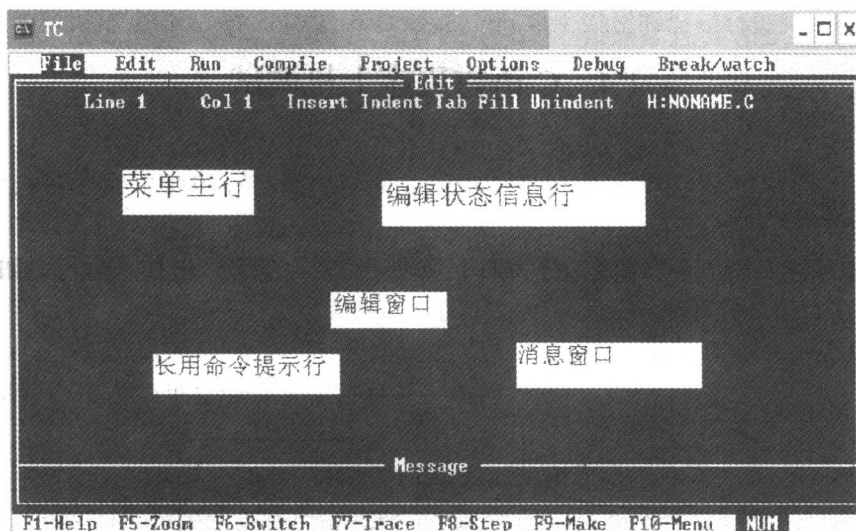 TC
File Edit Run Compile Project Options Debug Break/watch
Edit
Line 1 Col 1 Insert Indent Tab Fill Unindent H:NONAME.C
菜单主行
编辑状态信息行
编辑窗口
长用命令提示行
消息窗口
Message
F1-Help F5-Zoom F6-Switch F7-Trace F8-Step F9-Make F10-Menu NUM